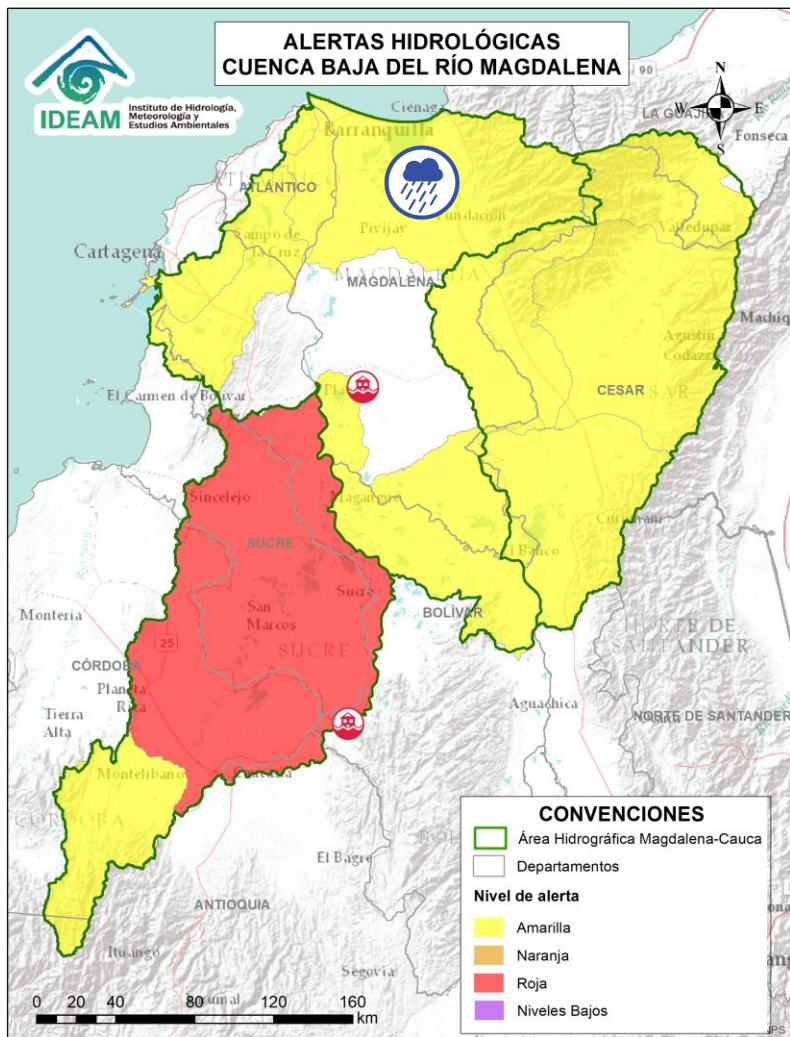 ALERTAS HIDROLÓGICAS
CUENCA BAJA DEL RÍO MAGDALENA
IDEAM
Instituto de Hidrología,
Meteorología y
Estudios Ambientales
N
W
E
S
90
LA GUAJIRA
Fonseca
Ciénaga
Barranquilla
ATLÁNTICO
Fundación
Pivijay
Valledupar
Campo de
la Cruz
Cartagena
MAGDALENA
MAGDALENA
Agustín
Codazzi
CESAR
El Carmen de Bolívar
Sincelejo
Magangué
SUCRE
El Banco
Sucre
BOLÍVAR
San
Marcos
Montería
SUCRE
NORTE DE
SANTANDER
25
CÓRDOBA
Planeta
Rica
Tierra
Alta
Aguachica
NORTE DE SANTANDER
Montelíbano
CÓRDOBA
El Bagre
ANTIOQUIA
Ituango
Segovia
CONVENCIONES
Área Hidrográfica Magdalena-Cauca
Departamentos
Nivel de alerta
Amarilla
Naranja
Roja
Niveles Bajos
0 20 40 80 120 160
km